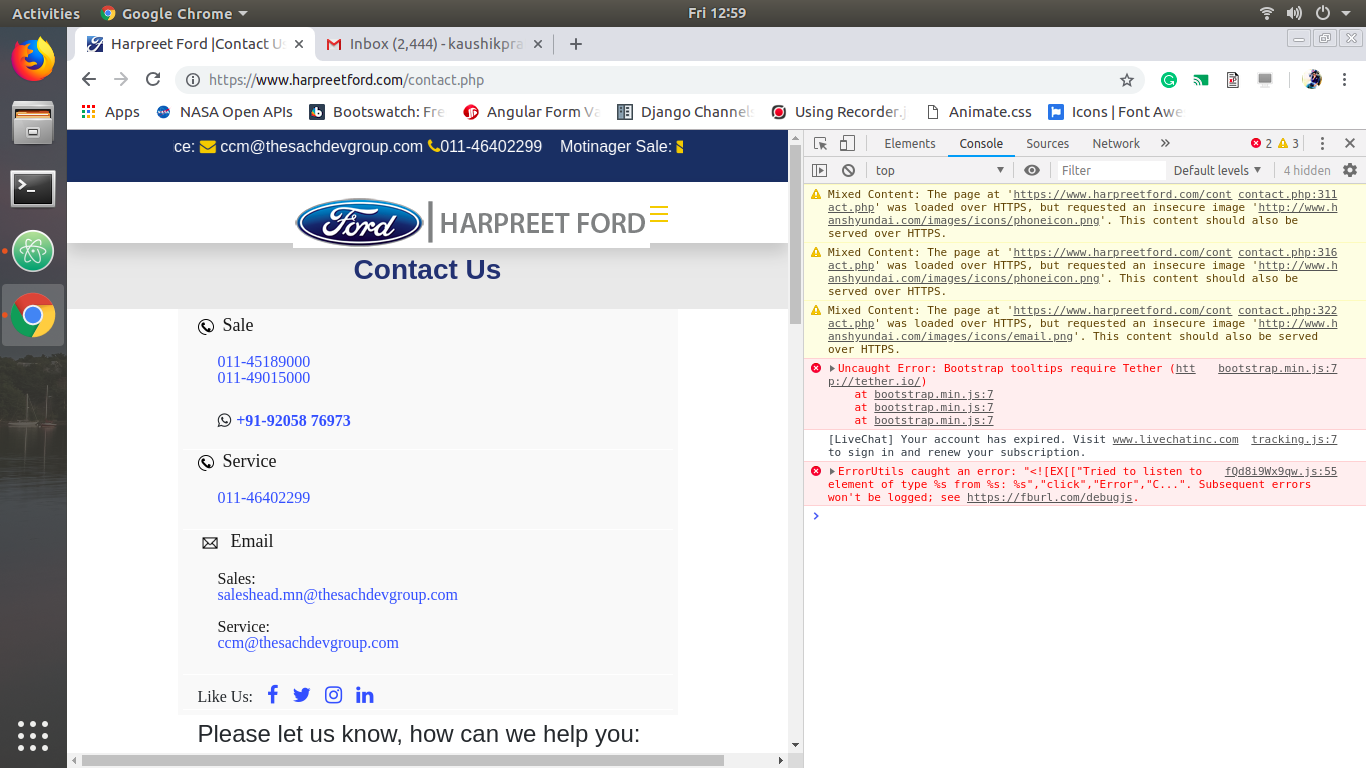 Activities
Google Chrome
Fri 12:59
Harpreet Ford |Contact U
Inbox (2,444) - kaushikpra
https://www.harpreetford.com/contact.php
Apps
NASA Open APIs
Bootswatch: Fre
Angular Form Va
Django Channels
Using Recorder.j
Animate.css
Icons | Font Awe
ce: ccm@thesachdevgroup.com 011-46402299 Motinager Sale:
Ford HARPREET FORD
Contact Us
Sale
011-45189000
011-49015000
+91-92058 76973
Service
011-46402299
Email
Sales:
saleshead.mn@thesachdevgroup.com
Service:
ccm@thesachdevgroup.com
Like Us:
Please let us know, how can we help you:
Elements Console Sources Network » 2 3
top Filter Default levels 4 hidden
Mixed Content: The page at 'https://www.harpreetford.com/cont contact.php:311
act.php' was loaded over HTTPS, but requested an insecure image 'http://www.h
anshyundai.com/images/icons/phoneicon.png'. This content should also be
served over HTTPS.
Mixed Content: The page at 'https://www.harpreetford.com/cont contact.php:316
act.php' was loaded over HTTPS, but requested an insecure image 'http://www.h
anshyundai.com/images/icons/phoneicon.png'. This content should also be
served over HTTPS.
Mixed Content: The page at 'https://www.harpreetford.com/cont contact.php:322
act.php' was loaded over HTTPS, but requested an insecure image 'http://www.h
anshyundai.com/images/icons/email.png'. This content should also be served
over HTTPS.
Uncaught Error: Bootstrap tooltips require Tether (htt bootstrap.min.js:7
p://tether.io/)
at bootstrap.min.js:7
at bootstrap.min.js:7
at bootstrap.min.js:7
[LiveChat] Your account has expired. Visit www.livechatinc.com tracking.js:7
to sign in and renew your subscription.
ErrorUtils caught an error: "<![EX[["Tried to listen to fQd8i9Wx9qw.js:55
element of type %s from %s: %s","click","Error","C...". Subsequent errors
won't be logged; see https://fburl.com/debugjs.